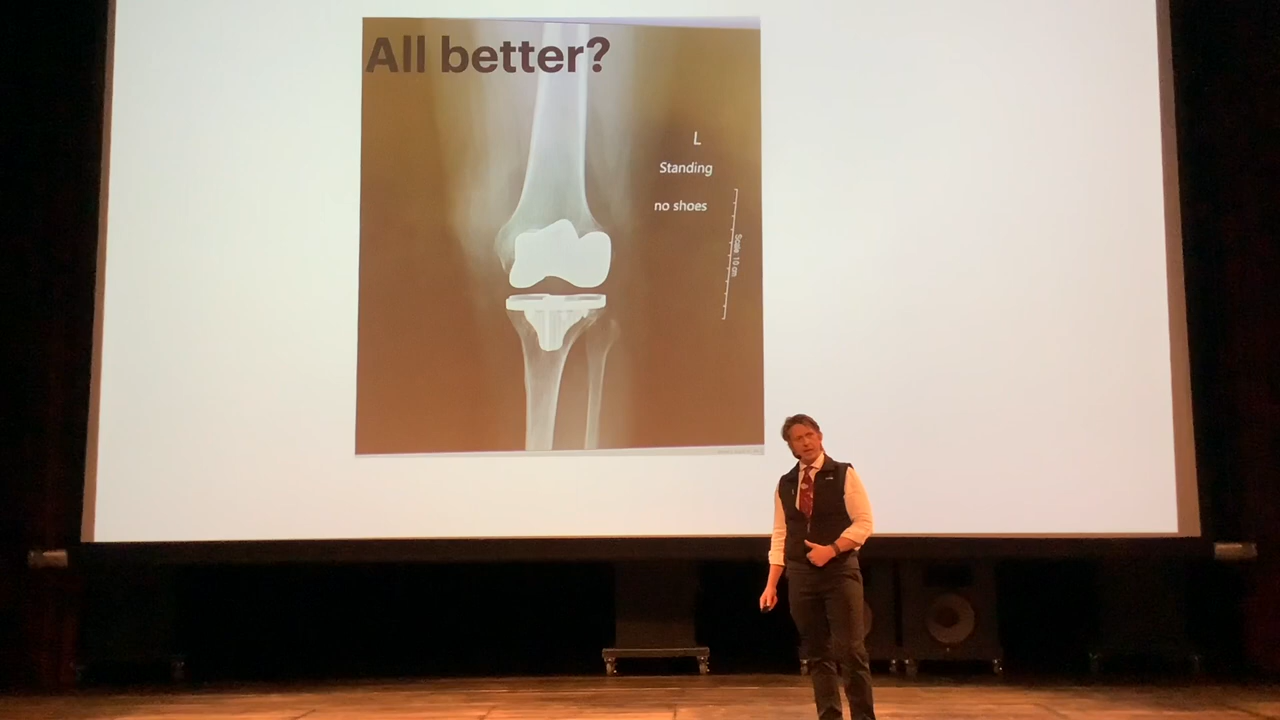 All better?
L
Standing
no shoes
Scale 10 cm